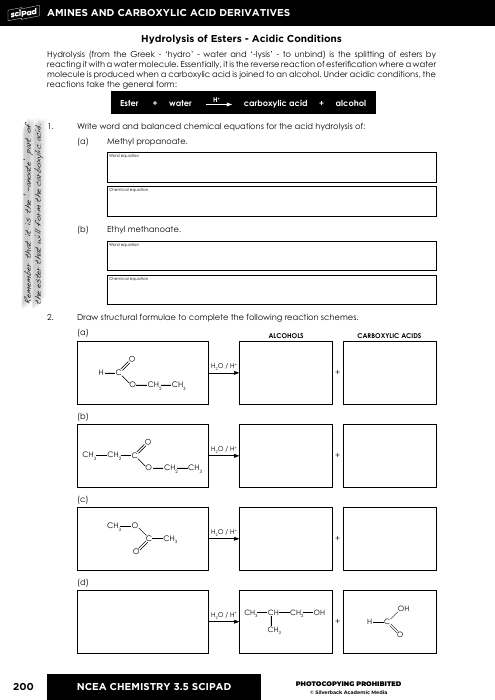 scipad AMINES AND CARBOXYLIC ACID DERIVATIVES
Hydrolysis of Esters - Acidic Conditions
Hydrolysis (from the Greek - 'hydro' - water and '-lysis' - to unbind) is the splitting of esters by
reacting it with a water molecule. Essentially, it is the reverse reaction of esterification where a water
molecule is produced when a carboxylic acid is joined to an alcohol. Under acidic conditions, the
reactions take the general form:
Ester + water H⁺ carboxylic acid + alcohol
Remember that it is the '-anoate' part of
the ester that will form the carboxylic acid.
1. Write word and balanced chemical equations for the acid hydrolysis of:
(a) Methyl propanoate.
Word equation
Chemical equation
(b) Ethyl methanoate.
Word equation
Chemical equation
2. Draw structural formulae to complete the following reaction schemes.
(a)
ALCOHOLS CARBOXYLIC ACIDS
O
H—C
O—CH₂—CH₃
H₂O / H⁺
+
(b)
O
CH₃—CH₂—C
O—CH₂—CH₃
H₂O / H⁺
+
(c)
CH₃—O
C—CH₃
O
H₂O / H⁺
+
(d)
H₂O / H⁺
CH₃—CH—CH₂—OH
CH₃
+
OH
H—C
O
200 NCEA CHEMISTRY 3.5 SCIPAD
PHOTOCOPYING PROHIBITED
© Silverback Academic Media